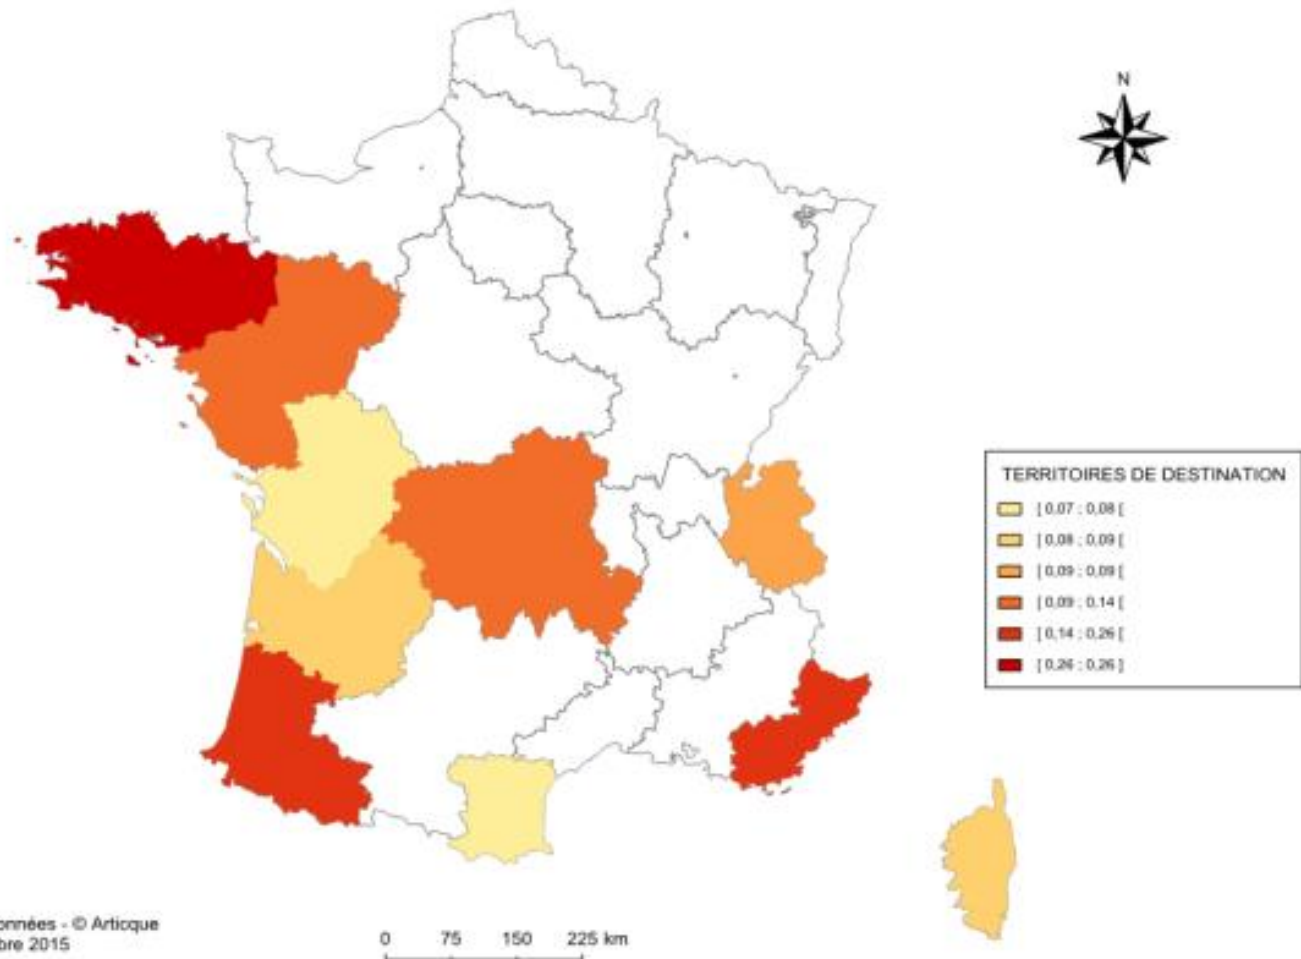 N
TERRITOIRES DE DESTINATION
[ 0,07 ; 0,08 [
[ 0,08 ; 0,09 [
[ 0,09 ; 0,09 [
[ 0,09 ; 0,14 [
[ 0,14 ; 0,26 [
[ 0,26 ; 0,26 ]
onnées - © Articque
bre 2015
0 75 150 225 km